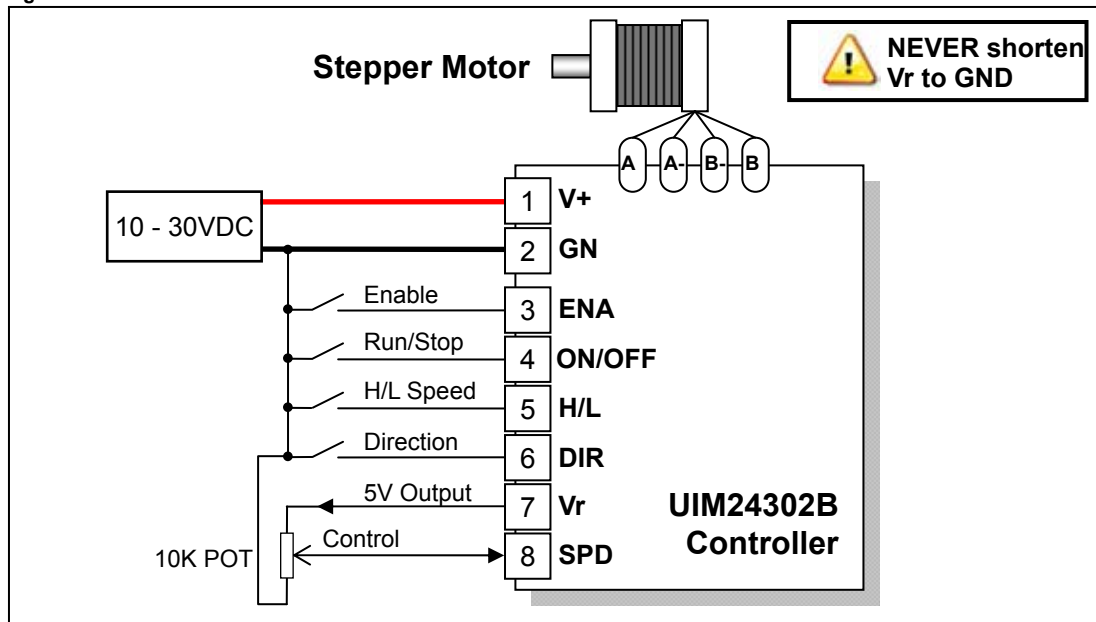 Stepper Motor
NEVER shorten
Vr to GND
A A- B- B
10 - 30VDC
1 V+
2 GN
Enable 3 ENA
Run/Stop 4 ON/OFF
H/L Speed 5 H/L
Direction 6 DIR
5V Output 7 Vr
Control 8 SPD
10K POT
UIM24302B
Controller